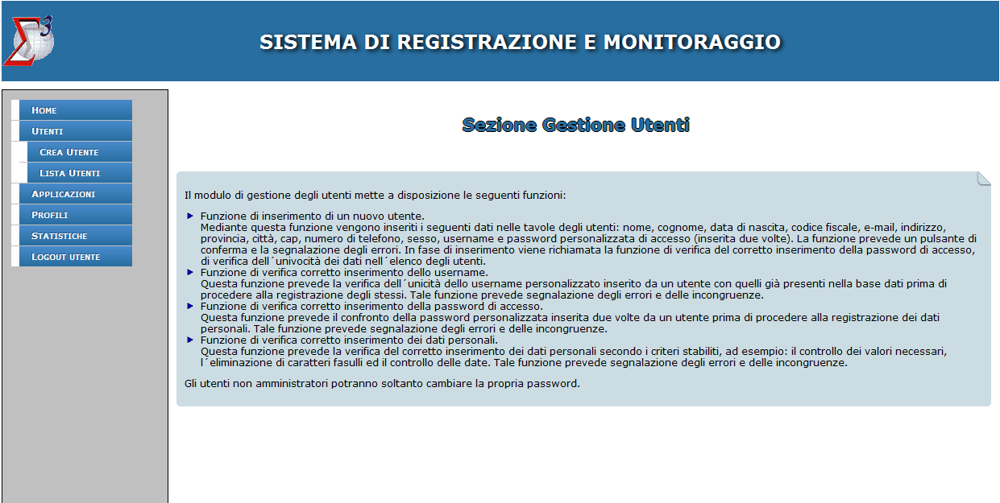 Σ3
SISTEMA DI REGISTRAZIONE E MONITORAGGIO
HOME
UTENTI
CREA UTENTE
LISTA UTENTI
APPLICAZIONI
PROFILI
STATISTICHE
LOGOUT UTENTE
Sezione Gestione Utenti
Il modulo di gestione degli utenti mette a disposizione le seguenti funzioni:
Funzione di inserimento di un nuovo utente.
Mediante questa funzione vengono inseriti i seguenti dati nelle tavole degli utenti: nome, cognome, data di nascita, codice fiscale, e-mail, indirizzo,
provincia, città, cap, numero di telefono, sesso, username e password personalizzata di accesso (inserita due volte). La funzione prevede un pulsante di
conferma e la segnalazione degli errori. In fase di inserimento viene richiamata la funzione di verifica del corretto inserimento della password di accesso,
di verifica dell´univocità dei dati nell´elenco degli utenti.
Funzione di verifica corretto inserimento dello username.
Questa funzione prevede la verifica dell´unicità dello username personalizzato inserito da un utente con quelli già presenti nella base dati prima di
procedere alla registrazione degli stessi. Tale funzione prevede segnalazione degli errori e delle incongruenze.
Funzione di verifica corretto inserimento della password di accesso.
Questa funzione prevede il confronto della password personalizzata inserita due volte da un utente prima di procedere alla registrazione dei dati
personali. Tale funzione prevede segnalazione degli errori e delle incongruenze.
Funzione di verifica corretto inserimento dei dati personali.
Questa funzione prevede la verifica del corretto inserimento dei dati personali secondo i criteri stabiliti, ad esempio: il controllo dei valori necessari,
l´eliminazione di caratteri fasulli ed il controllo delle date. Tale funzione prevede segnalazione degli errori e delle incongruenze.
Gli utenti non amministratori potranno soltanto cambiare la propria password.